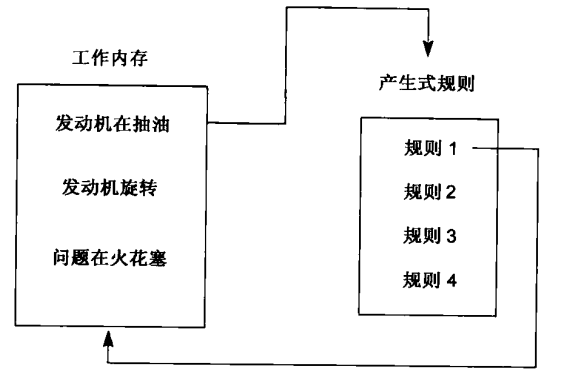 工作内存
发动机在抽油
发动机旋转
问题在火花塞
产生式规则
规则 1
规则 2
规则 3
规则 4